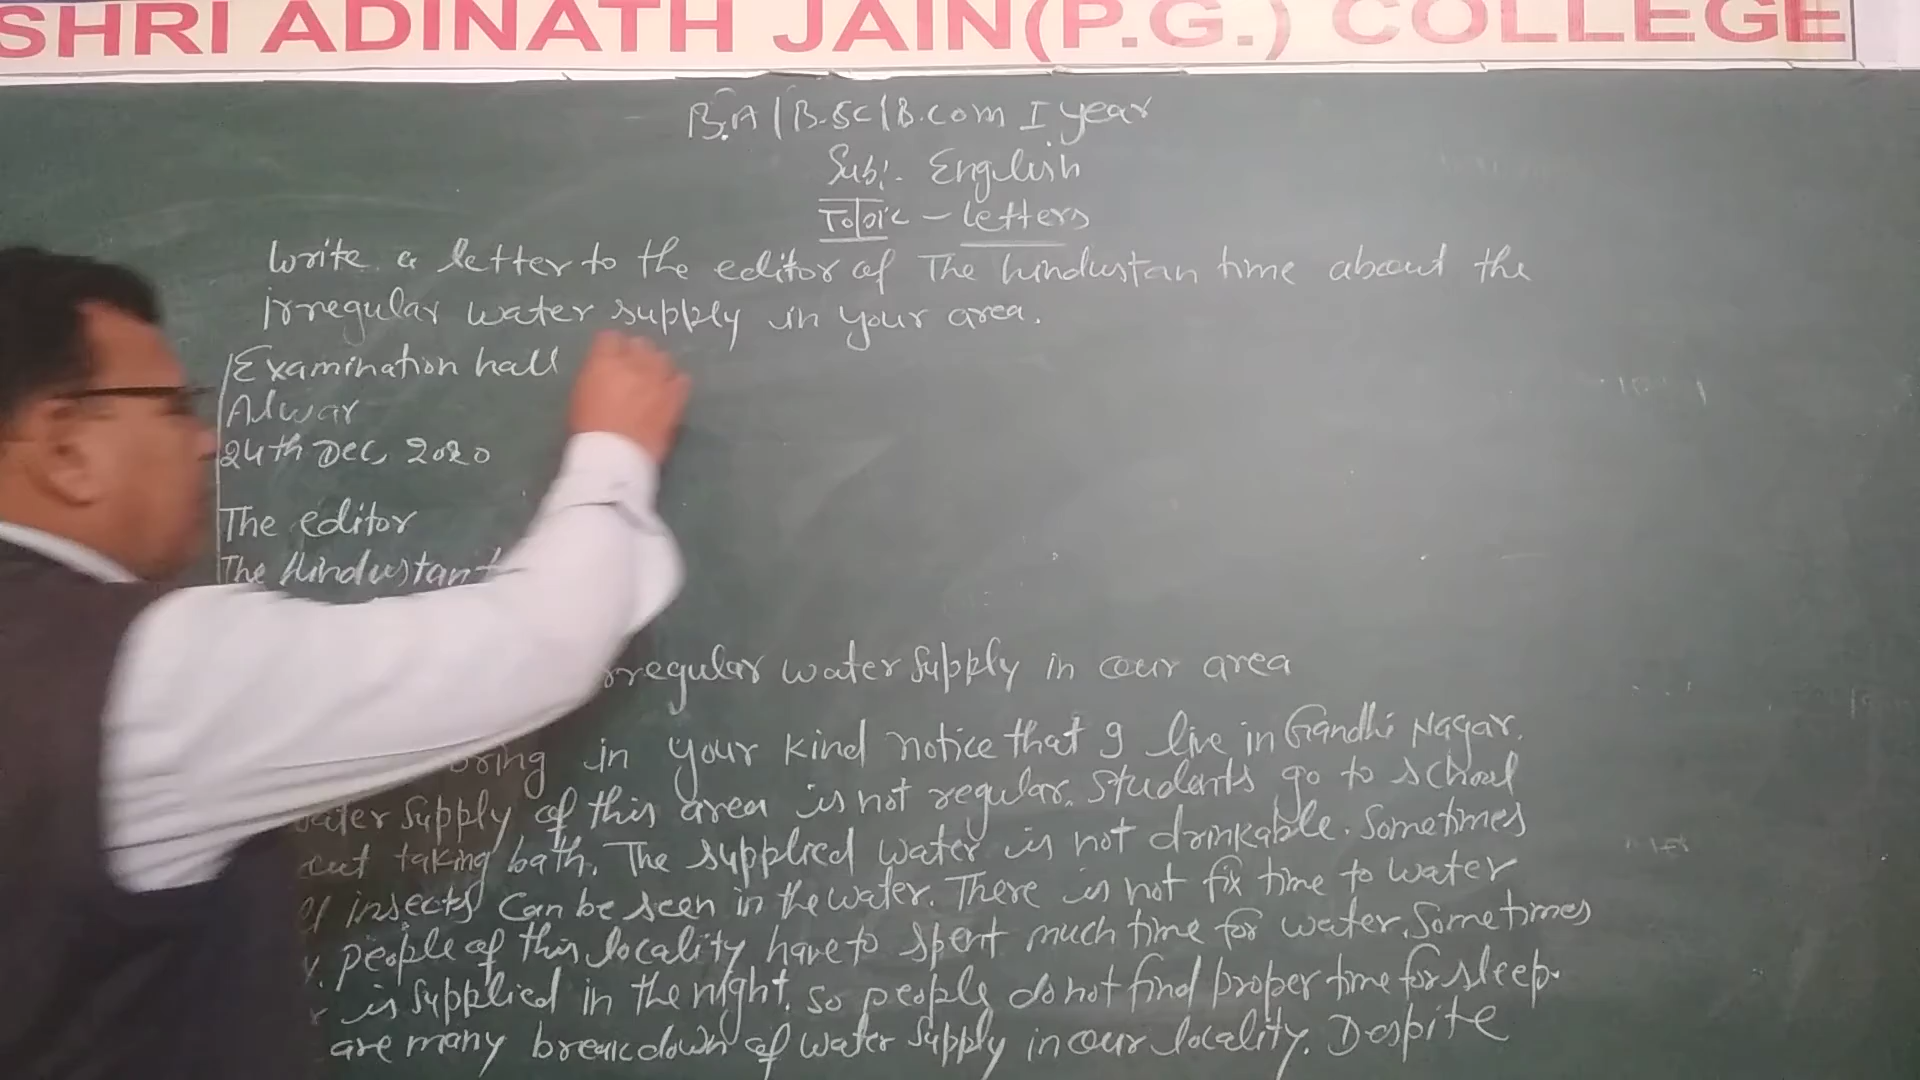 SHRI ADINATH JAIN(P.G.) COLLEGE
B.A | B.Sc | B.com I year
Sub:- English
Topic - Letters
Write a letter to the editor of The hindustan time about the
irregular water supply in your area.
Examination hall
Alwar
24th Dec, 2020
The editor
The Hindustan
irregular water supply in our area
bring in your kind notice that I live in Gandhi Nagar.
water supply of this area is not regular. Students go to school
out taking bath. The supplied water is not drinkable. Sometimes
insects can be seen in the water. There is not fix time to water
people of this locality have to spent much time for water. Sometimes
is supplied in the night. So people do not find proper time for sleep.
are many breakdown of water supply in our locality. Despite